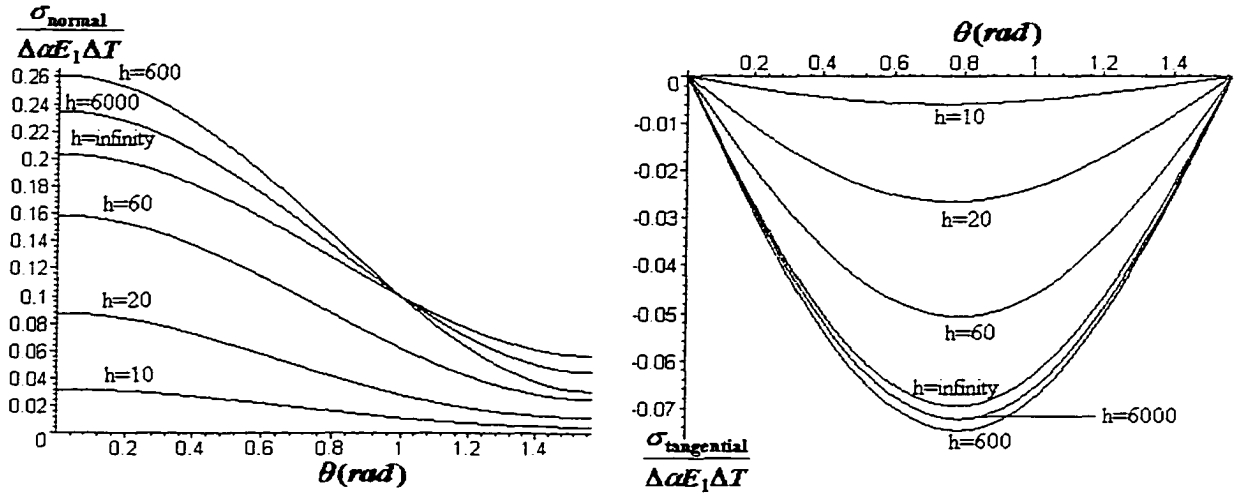 σnormal
ΔαE₁ΔT
0.26
0.24
0.22
0.2
0.18
0.16
0.14
0.12
0.1
0.08
0.06
0.04
0.02
0
h=600
h=6000
h=infinity
h=60
h=20
h=10
0.2 0.4 0.6 0.8 1 1.2 1.4
θ(rad)
θ(rad)
0.2 0.4 0.6 0.8 1 1.2 1.4
0
-0.01
-0.02
-0.03
-0.04
-0.05
-0.06
-0.07
h=10
h=20
h=60
h=infinity
h=6000
h=600
σtangential
ΔαE₁ΔT